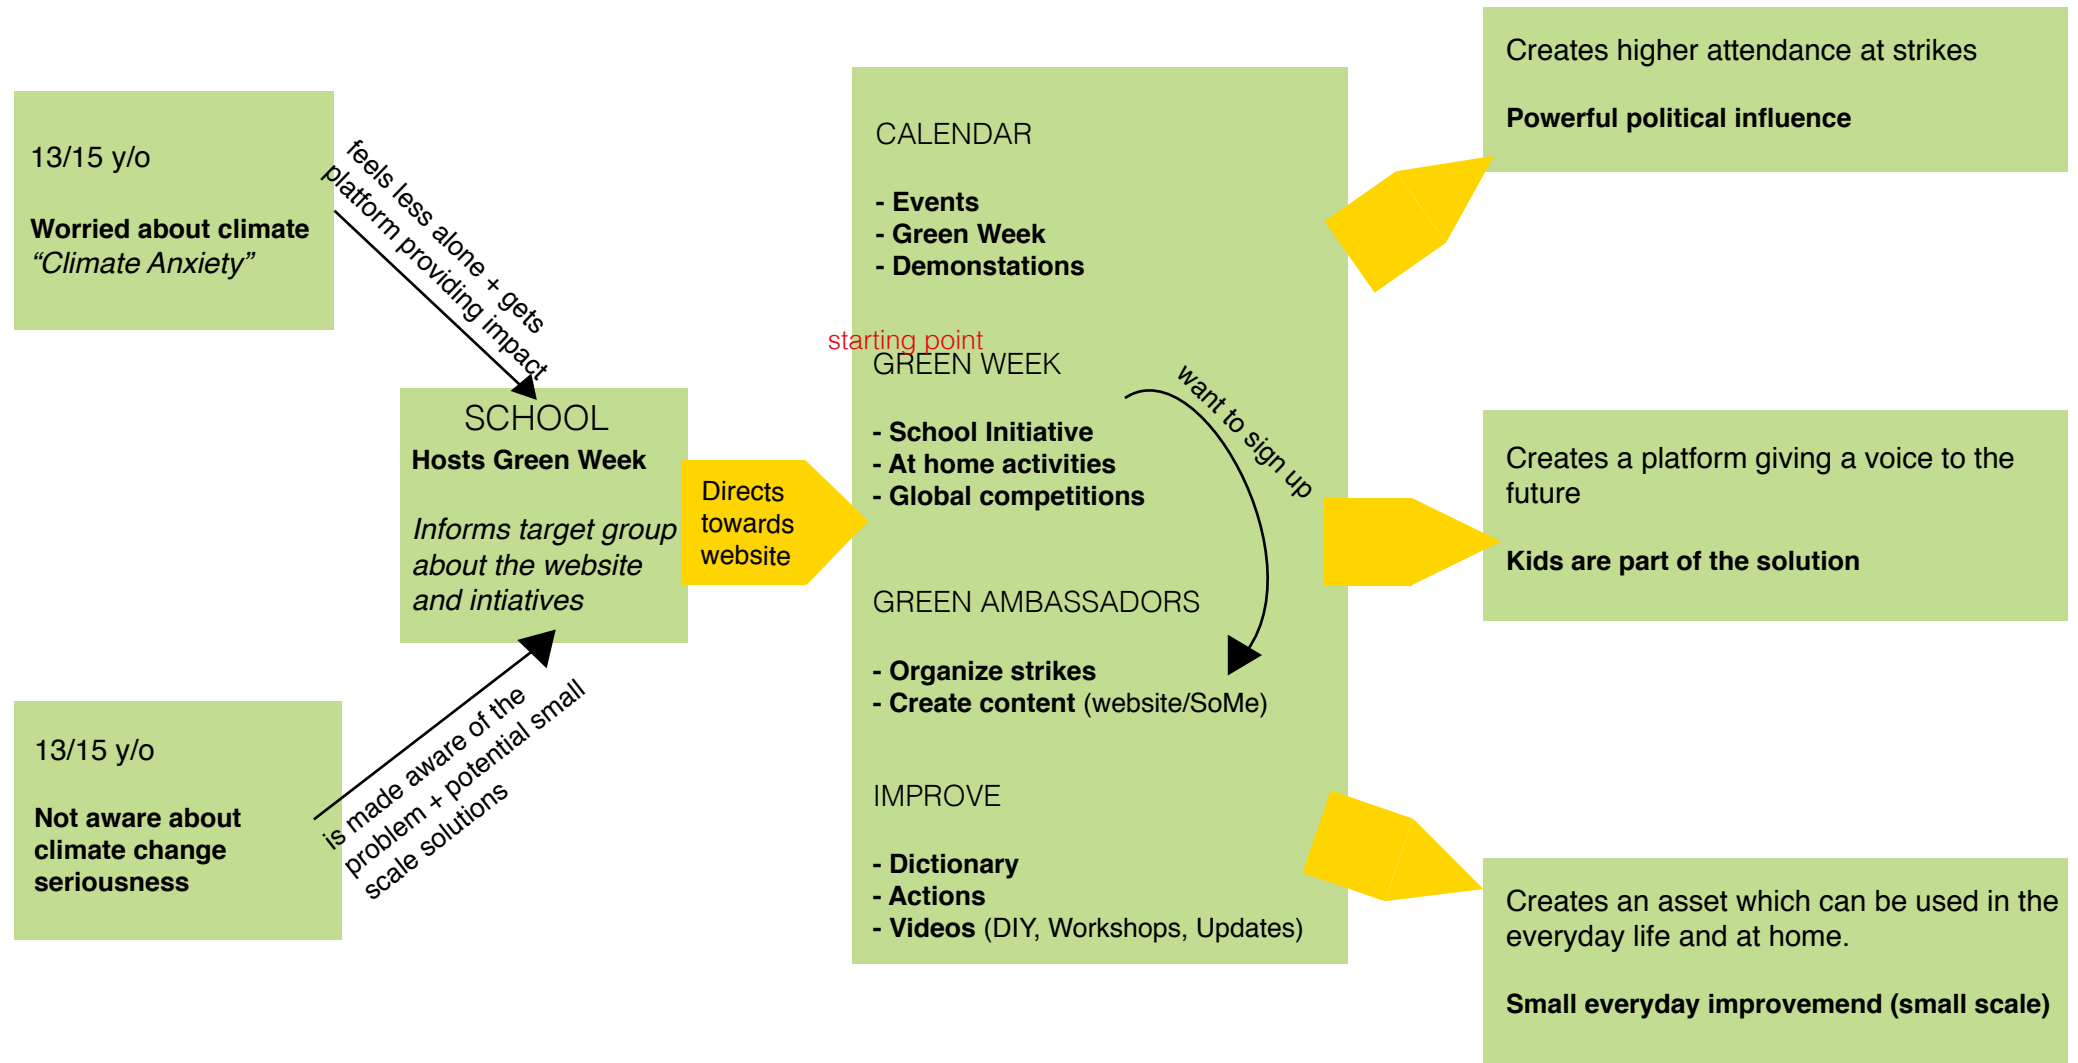 13/15 y/o
Worried about climate
“Climate Anxiety”
feels less alone + gets
platform providing impact
SCHOOL
Hosts Green Week
Informs target group
about the website
and intiatives
13/15 y/o
Not aware about
climate change
seriousness
is made aware of the
problem + potential small
scale solutions
Directs
towards
website
CALENDAR
- Events
- Green Week
- Demonstations
starting point
GREEN WEEK
- School Initiative
- At home activities
- Global competitions
want to sign up
GREEN AMBASSADORS
- Organize strikes
- Create content (website/SoMe)
IMPROVE
- Dictionary
- Actions
- Videos (DIY, Workshops, Updates)
Creates higher attendance at strikes
Powerful political influence
Creates a platform giving a voice to the
future
Kids are part of the solution
Creates an asset which can be used in the
everyday life and at home.
Small everyday improvemend (small scale)